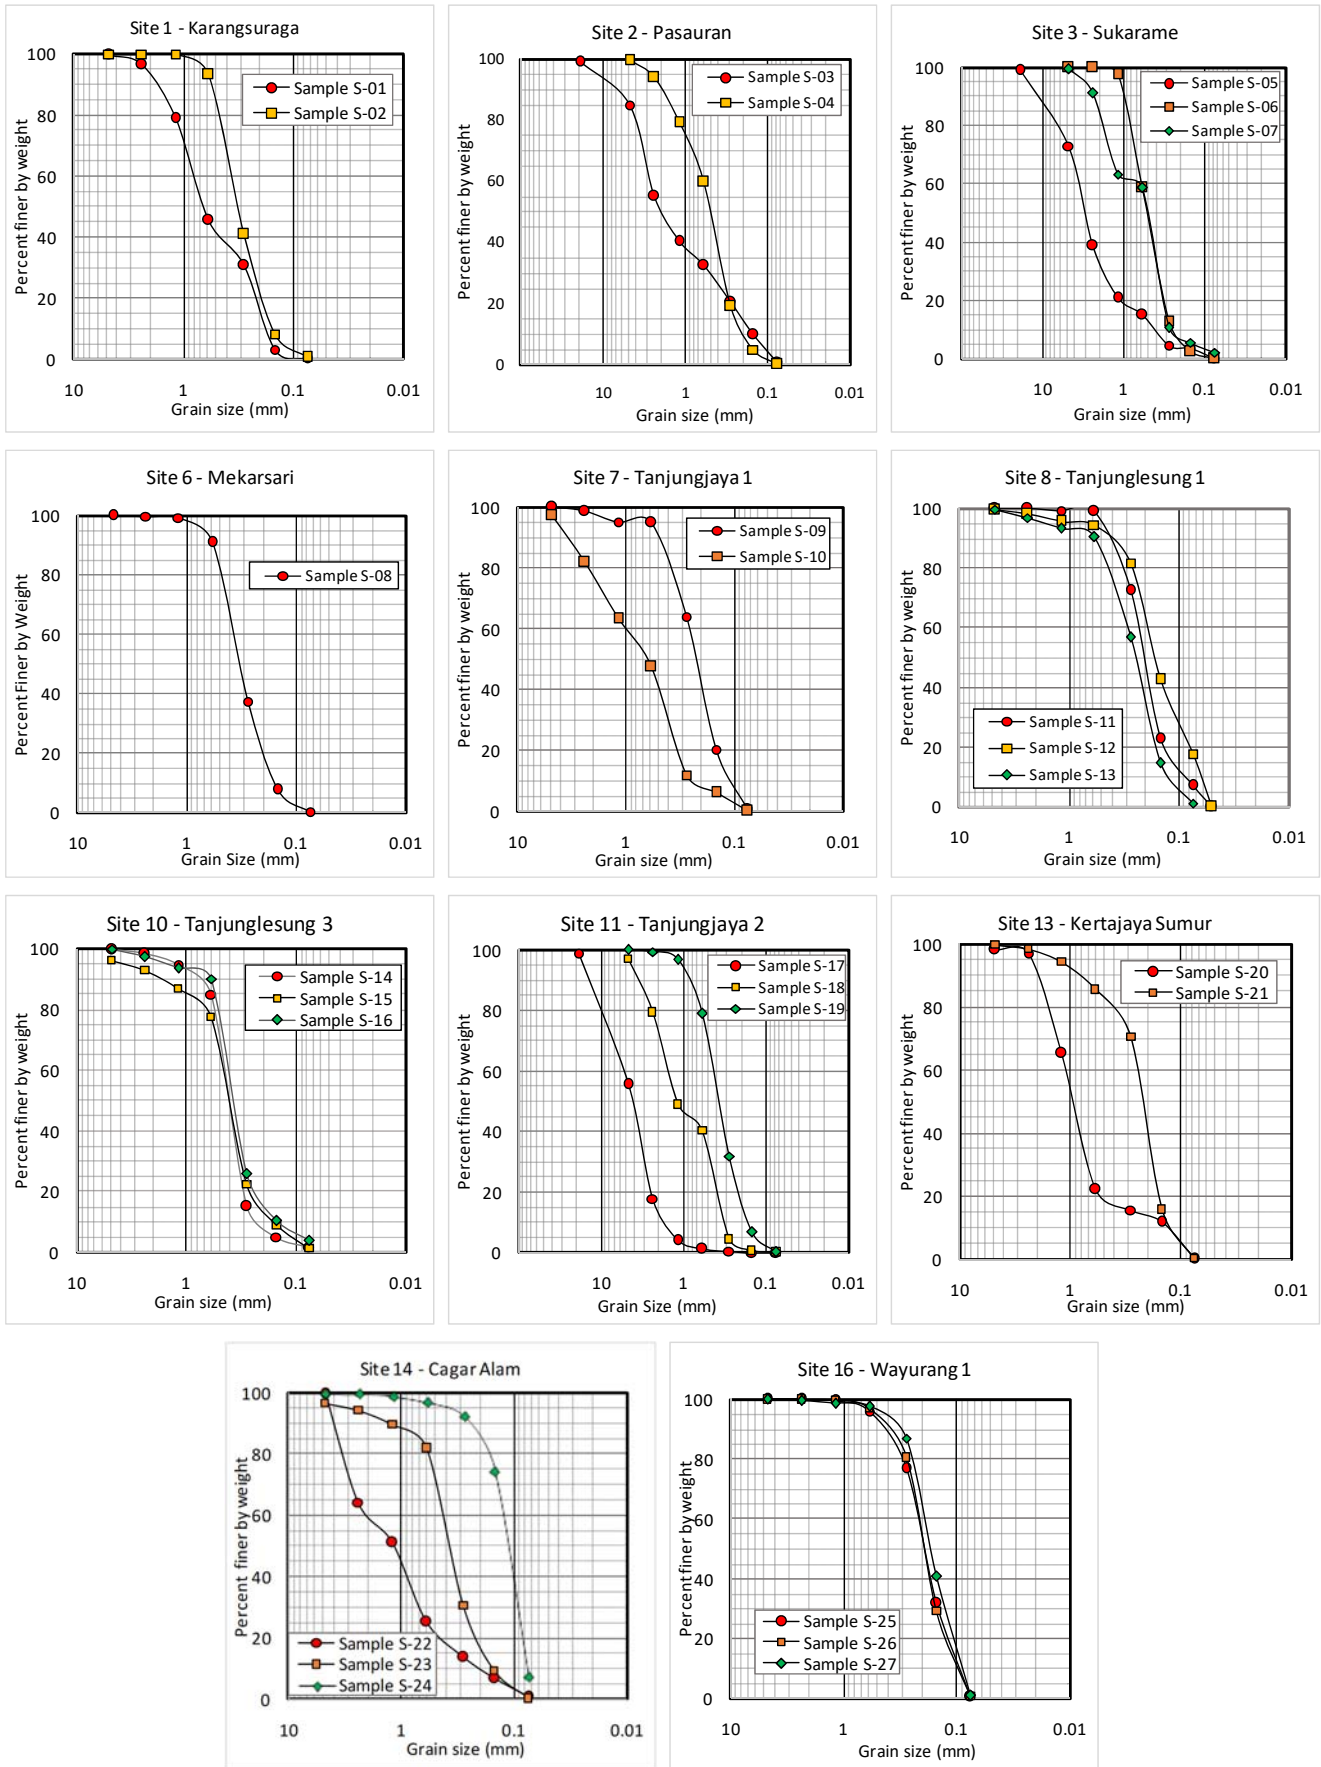 Site 1 - Karangsuraga
Percent finer by weight
100
80
60
40
20
0
Sample S-01
Sample S-02
10 1 0.1 0.01
Grain size (mm)
Site 2 - Pasauran
Percent finer by weight
100
80
60
40
20
0
Sample S-03
Sample S-04
10 1 0.1 0.01
Grain size (mm)
Site 3 - Sukarame
Percent finer by weight
100
80
60
40
20
0
Sample S-05
Sample S-06
Sample S-07
10 1 0.1 0.01
Grain size (mm)
Site 6 - Mekarsari
Percent Finer by Weight
100
80
60
40
20
0
Sample S-08
10 1 0.1 0.01
Grain Size (mm)
Site 7 - Tanjungjaya 1
Percent finer by weight
100
80
60
40
20
0
Sample S-09
Sample S-10
10 1 0.1 0.01
Grain size (mm)
Site 8 - Tanjunglesung 1
Percent finer by weight
100
80
60
40
20
0
Sample S-11
Sample S-12
Sample S-13
10 1 0.1 0.01
Grain size (mm)
Site 10 - Tanjunglesung 3
Percent finer by weight
100
80
60
40
20
0
Sample S-14
Sample S-15
Sample S-16
10 1 0.1 0.01
Grain size (mm)
Site 11 - Tanjungjaya 2
Percent finer by weight
100
80
60
40
20
0
Sample S-17
Sample S-18
Sample S-19
10 1 0.1 0.01
Grain size (mm)
Site 13 - Kertajaya Sumur
Percent finer by weight
100
80
60
40
20
0
Sample S-20
Sample S-21
10 1 0.1 0.01
Grain size (mm)
Site 14 - Cagar Alam
Percent finer by weight
100
80
60
40
20
0
Sample S-22
Sample S-23
Sample S-24
10 1 0.1 0.01
Grain size (mm)
Site 16 - Wayurang 1
Percent finer by weight
100
80
60
40
20
0
Sample S-25
Sample S-26
Sample S-27
10 1 0.1 0.01
Grain size (mm)